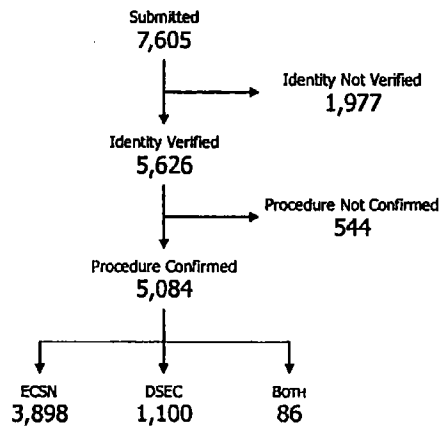 Submitted
7,605
Identity Not Verified
1,977
Identity Verified
5,626
Procedure Not Confirmed
544
Procedure Confirmed
5,084
ECSN
3,898
DSEC
1,100
BOTH
86